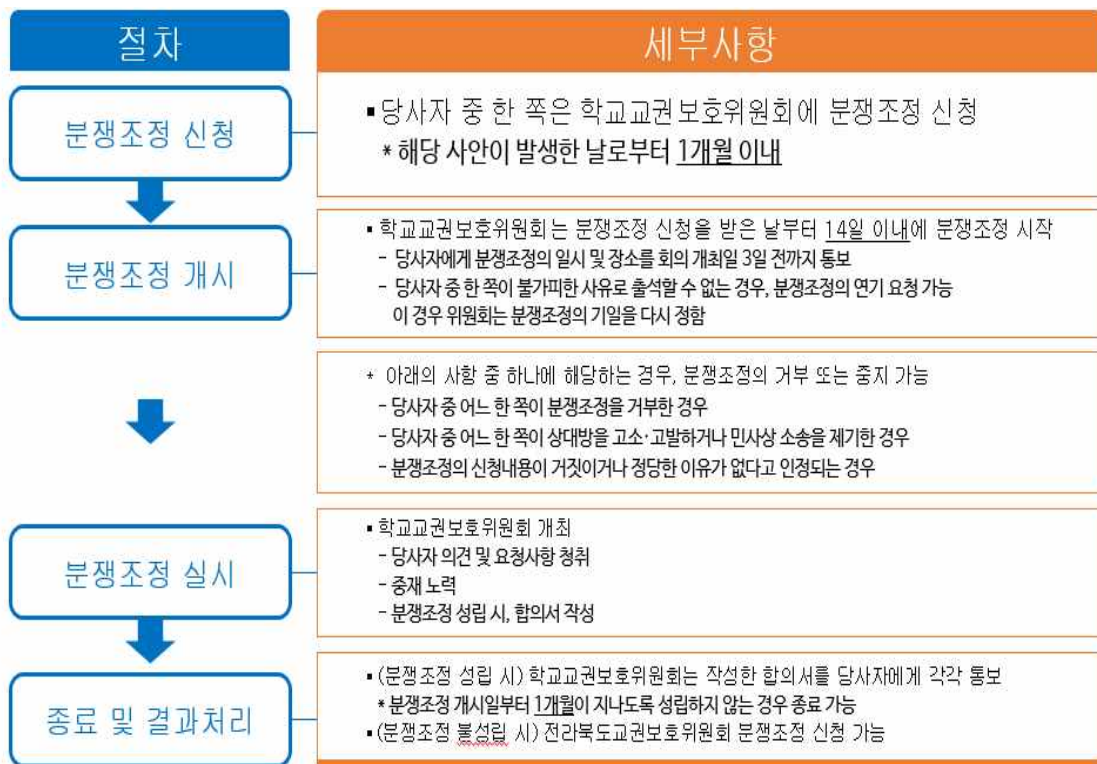 절차
세부사항
분쟁조정 신청
▪ 당사자 중 한 쪽은 학교교권보호위원회에 분쟁조정 신청
* 해당 사안이 발생한 날로부터 1개월 이내
분쟁조정 개시
▪ 학교교권보호위원회는 분쟁조정 신청을 받은 날부터 14일 이내에 분쟁조정 시작
- 당사자에게 분쟁조정의 일시 및 장소를 회의 개최일 3일 전까지 통보
- 당사자 중 한 쪽이 불가피한 사유로 출석할 수 없는 경우, 분쟁조정의 연기 요청 가능
이 경우 위원회는 분쟁조정의 기일을 다시 정함
* 아래의 사항 중 하나에 해당하는 경우, 분쟁조정의 거부 또는 중지 가능
- 당사자 중 어느 한 쪽이 분쟁조정을 거부한 경우
- 당사자 중 어느 한 쪽이 상대방을 고소·고발하거나 민사상 소송을 제기한 경우
- 분쟁조정의 신청내용이 거짓이거나 정당한 이유가 없다고 인정되는 경우
분쟁조정 실시
▪ 학교교권보호위원회 개최
- 당사자 의견 및 요청사항 청취
- 중재 노력
- 분쟁조정 성립 시, 합의서 작성
종료 및 결과처리
▪ (분쟁조정 성립 시) 학교교권보호위원회는 작성한 합의서를 당사자에게 각각 통보
* 분쟁조정 개시일부터 1개월이 지나도록 성립하지 않는 경우 종료 가능
▪ (분쟁조정 불성립 시) 전라북도교권보호위원회 분쟁조정 신청 가능